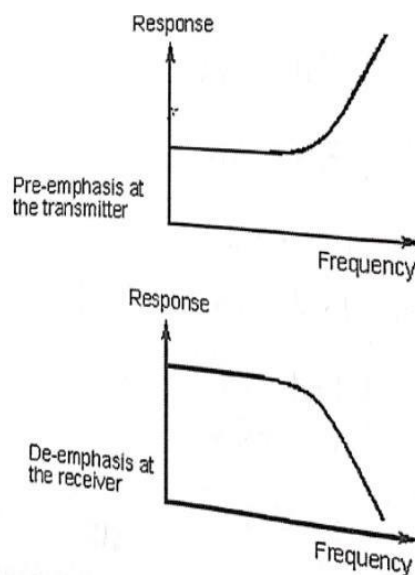 Response
Pre-emphasis at
the transmitter
Frequency
Response
De-emphasis at
the receiver
Frequency